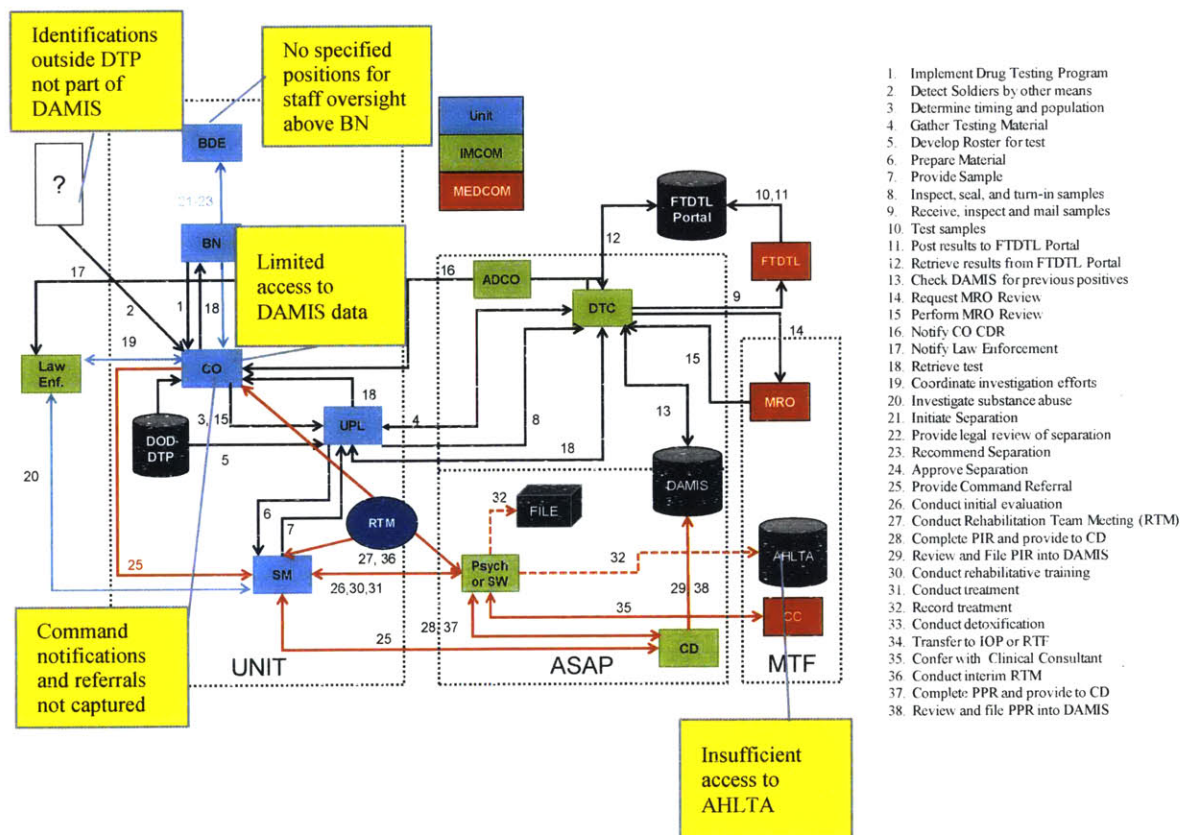 Identifications
outside DTP
not part of
DAMIS
No specified
positions for
staff oversight
above BN
Unit
IMCOM
MEDCOM
BDE
?
21-23
BN
Limited
access to
DAMIS data
17
2
1
18
16
ADCO
12
FTDTL
Portal
10, 11
FTDTL
DTC
9
14
19
Law
Enf.
CO
18
15
MRO
3, 15
UPL
4
8
13
DOD-
DTP
5
18
20
DAMIS
6
7
RTM
32
FILE
27, 36
32
AHLTA
25
SM
26,30,31
Psych
or SW
29, 38
35
CC
28, 37
25
CD
UNIT
ASAP
MTF
Command
notifications
and referrals
not captured
Insufficient
access to
AHLTA
1. Implement Drug Testing Program
2 Detect Soldiers by other means
3. Determine timing and population
4. Gather Testing Material
5. Develop Roster for test
6. Prepare Material
7. Provide Sample
8. Inspect, seal, and turn-in samples
9. Receive, inspect and mail samples
10. Test samples
11. Post results to FTDTL Portal
12. Retrieve results from FTDTL Portal
13. Check DAMIS for previous positives
14. Request MRO Review
15 Perform MRO Review
16. Notify CO CDR
17. Notify Law Enforcement
18. Retrieve test
19. Coordinate investigation efforts
20. Investigate substance abuse
21. Initiate Separation
22. Provide legal review of separation
23. Recommend Separation
24. Approve Separation
25. Provide Command Referral
26. Conduct initial evaluation
27. Conduct Rehabilitation Team Meeting (RTM)
28. Complete PIR and provide to CD
29. Review and File PIR into DAMIS
30. Conduct rehabilitative training
31. Conduct treatment
32. Record treatment
33. Conduct detoxification
34. Transfer to IOP or RTF
35. Confer with Clinical Consultant
36. Conduct interim RTM
37. Complete PPR and provide to CD
38. Review and file PPR into DAMIS